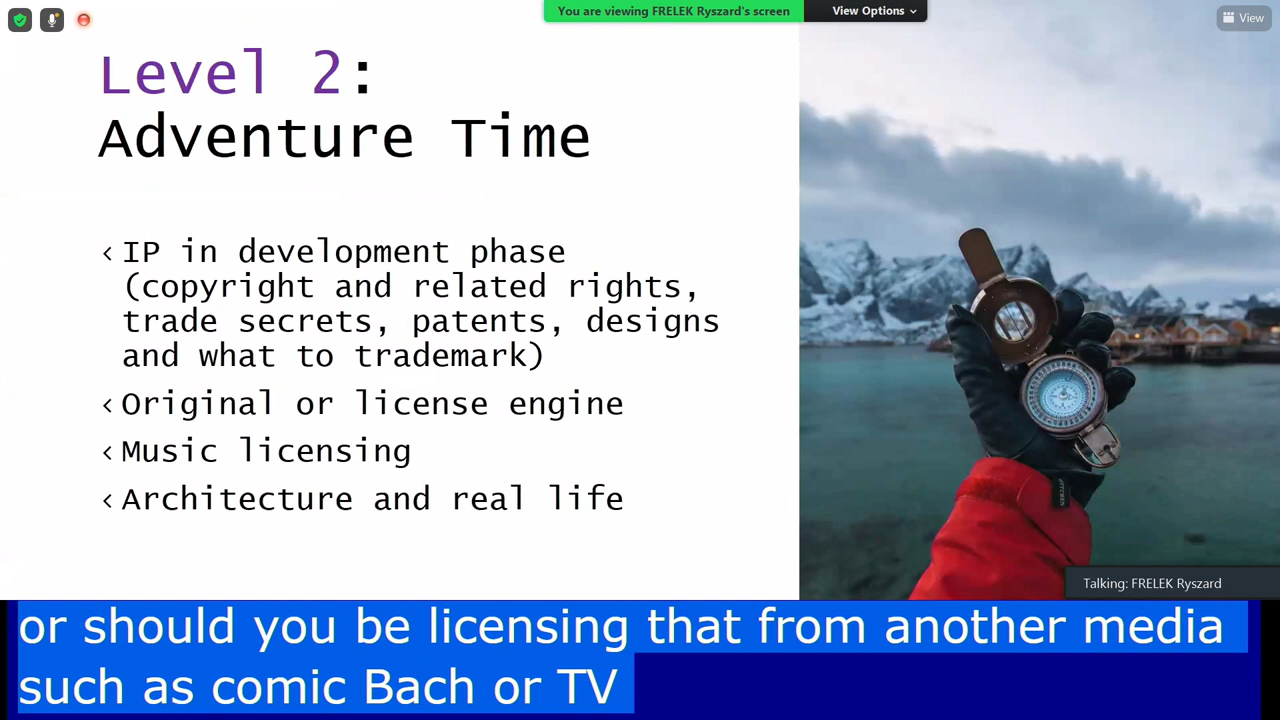 You are viewing FRELEK Ryszard's screen
View Options
View
Level 2:
Adventure Time
‹ IP in development phase
(copyright and related rights,
trade secrets, patents, designs
and what to trademark)
‹ Original or license engine
‹ Music licensing
‹ Architecture and real life
Talking: FRELEK Ryszard
or should you be licensing that from another media
such as comic Bach or TV